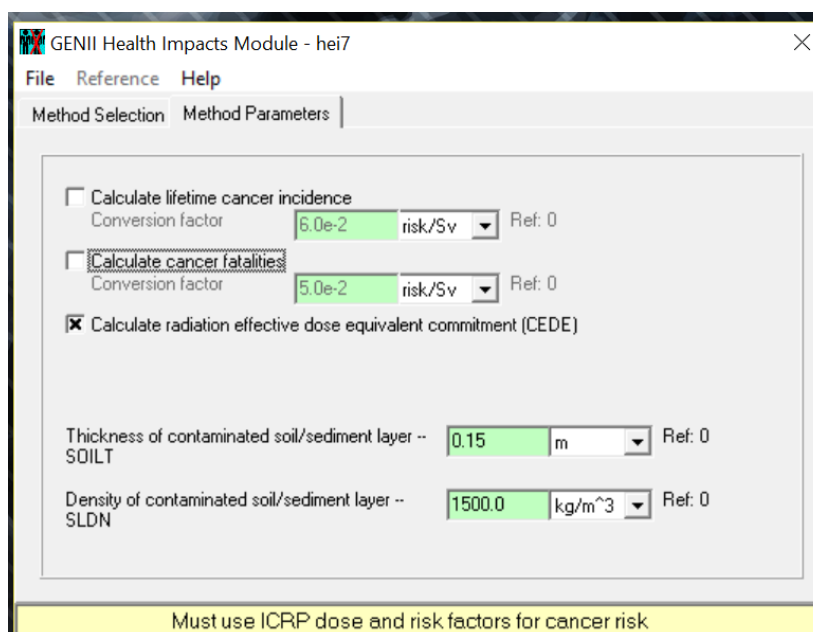 GENII Health Impacts Module - hei7
File Reference Help
Method Selection Method Parameters
Calculate lifetime cancer incidence
Conversion factor 6.0e-2 risk/Sv Ref: 0
Calculate cancer fatalities
Conversion factor 5.0e-2 risk/Sv Ref: 0
Calculate radiation effective dose equivalent commitment (CEDE)
Thickness of contaminated soil/sediment layer -- 0.15 m Ref: 0
SOILT
Density of contaminated soil/sediment layer -- 1500.0 kg/m^3 Ref: 0
SLDN
Must use ICRP dose and risk factors for cancer risk